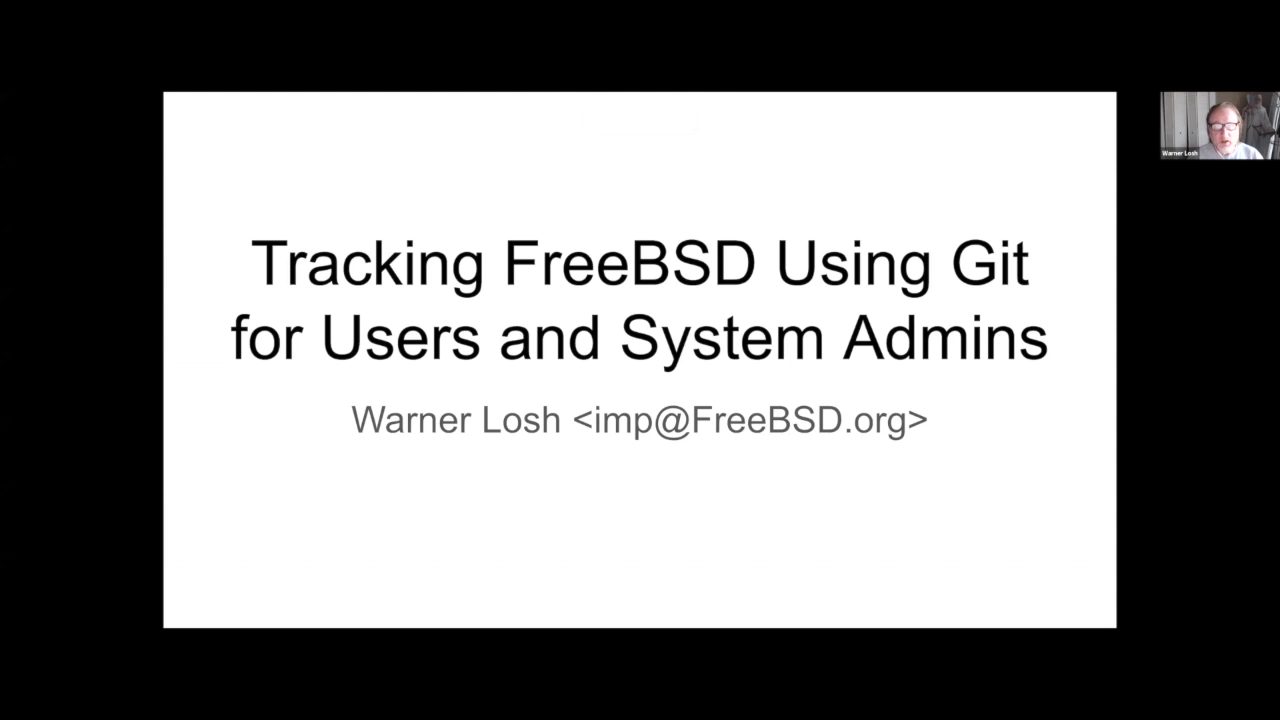 Tracking FreeBSD Using Git
for Users and System Admins
Warner Losh <imp@FreeBSD.org>
Warner Losh